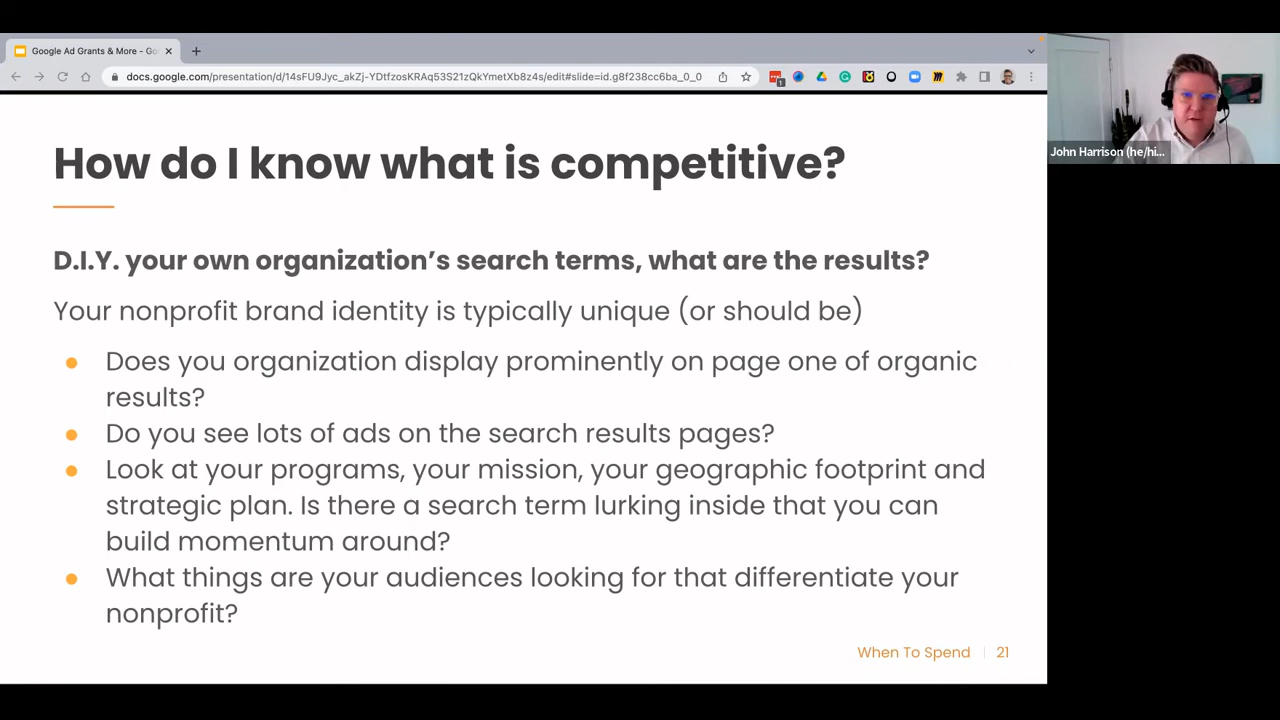 Google Ad Grants & More - Go
docs.google.com/presentation/d/14sFU9Jyc_akZj-YDtfzosKRAq53S21zQkYmetXb8z4s/edit#slide=id.g8f238cc6ba_0_0
How do I know what is competitive?
John Harrison (he/hi...
D.I.Y. your own organization's search terms, what are the results?
Your nonprofit brand identity is typically unique (or should be)
Does you organization display prominently on page one of organic
results?
Do you see lots of ads on the search results pages?
Look at your programs, your mission, your geographic footprint and
strategic plan. Is there a search term lurking inside that you can
build momentum around?
What things are your audiences looking for that differentiate your
nonprofit?
When To Spend | 21